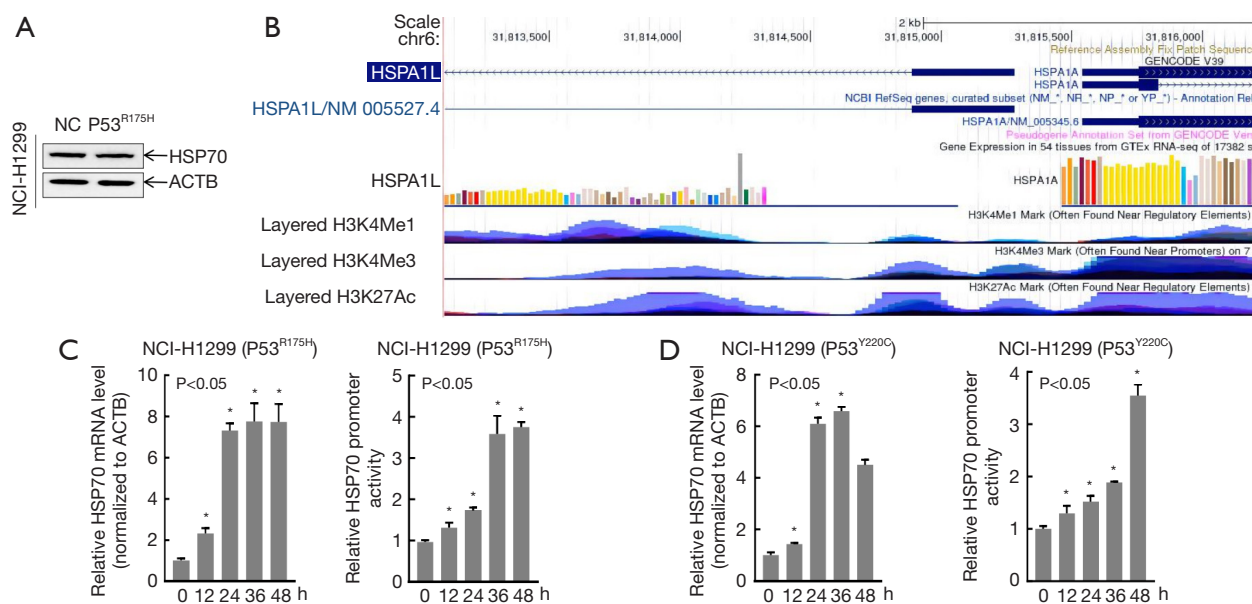 A
NC P53R175H
NCI-H1299
HSP70
ACTB
B
Scale
2 kb
chr6:
31,813,500
31,814,000
31,814,500
31,815,000
31,815,500
31,816,000
Reference Assembly Fix Patch Sequenc
GENCODE V39
HSPA1L
HSPA1A
HSPA1A
NCBI RefSeq genes, curated subset (NM_*, NR_*, NP_* or YP_*) - Annotation Rel
HSPA1L/NM 005527.4
HSPA1A/NM_005345.6
Pseudogene Annotation Set from GENCODE Ver
Gene Expression in 54 tissues from GTEx RNA-seq of 17382 s
HSPA1L
HSPA1A
H3K4Me1 Mark (Often Found Near Regulatory Elements)
Layered H3K4Me1
H3K4Me3 Mark (Often Found Near Promoters) on 7
Layered H3K4Me3
H3K27Ac Mark (Often Found Near Regulatory Elements)
Layered H3K27Ac
C
NCI-H1299 (P53R175H)
P<0.05
Relative HSP70 mRNA level
(normalized to ACTB)
10
8
6
4
2
0
* * * *
0 12 24 36 48 h
NCI-H1299 (P53R175H)
P<0.05
Relative HSP70 promoter
activity
5
4
3
2
1
0
* * * *
0 12 24 36 48 h
D
NCI-H1299 (P53Y220C)
P<0.05
Relative HSP70 mRNA level
(normalized to ACTB)
8
6
4
2
0
* * *
0 12 24 36 48 h
NCI-H1299 (P53Y220C)
P<0.05
Relative HSP70 promoter
activity
4
3
2
1
0
* * * *
0 12 24 36 48 h